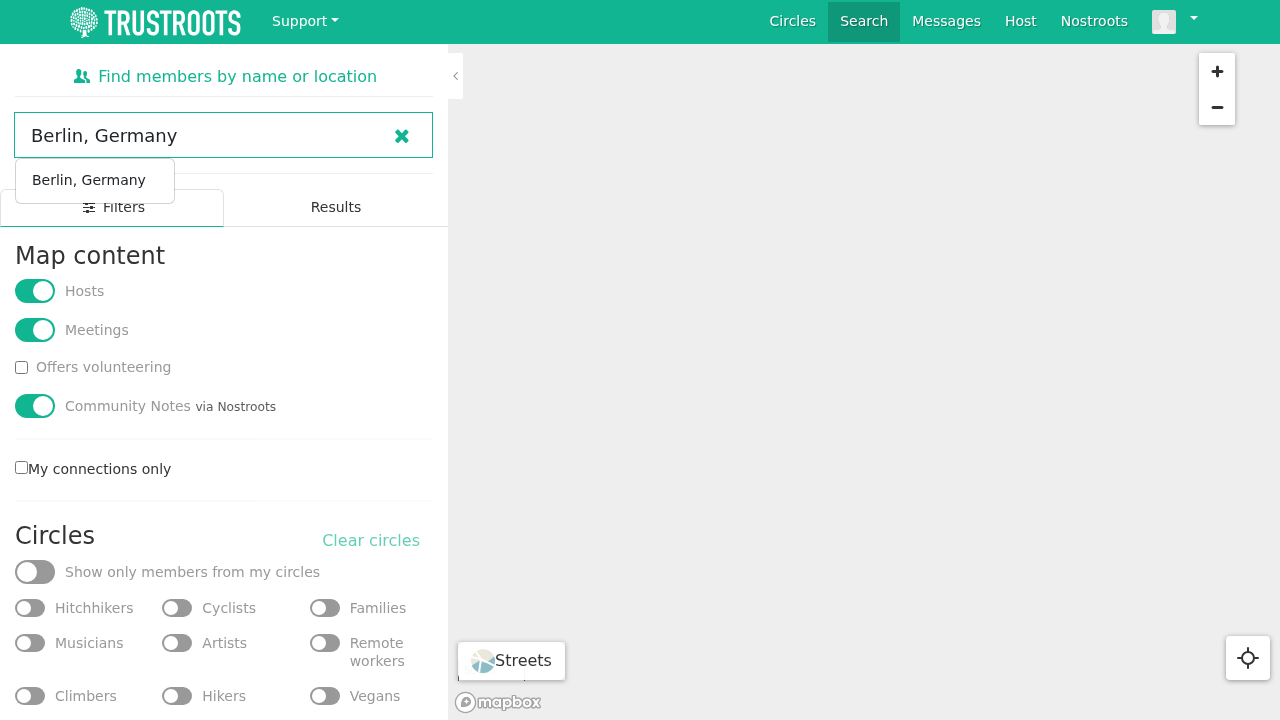 TRUSTROOTS
Support
Circles
Search
Messages
Host
Nostroots
Find members by name or location
Berlin, Germany
Berlin, Germany
Filters
Results
Map content
Hosts
Meetings
Offers volunteering
Community Notes via Nostroots
My connections only
Circles
Clear circles
Show only members from my circles
Hitchhikers
Cyclists
Families
Musicians
Artists
Remote
workers
Climbers
Hikers
Vegans
Streets
mapbox